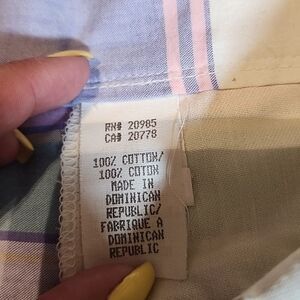 RN# 20985
CA# 20778
100% COTTON/
100% COTON
MADE IN
DOMINICAN
REPUBLIC/
FABRIQUE A
DOMINICAN
REPUBLIC